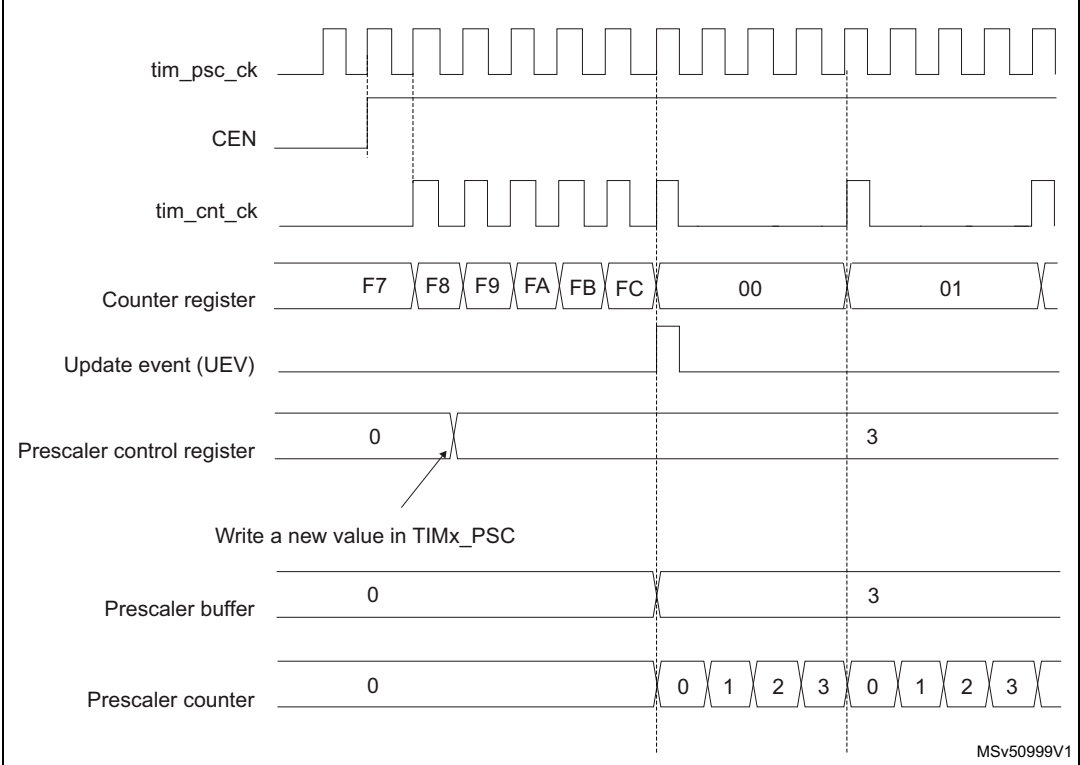 tim_psc_ck
CEN
tim_cnt_ck
Counter register F7 F8 F9 FA FB FC 00 01
Update event (UEV)
Prescaler control register 0 3
Write a new value in TIMx_PSC
Prescaler buffer 0 3
Prescaler counter 0 0 1 2 3 0 1 2 3
MSv50999V1